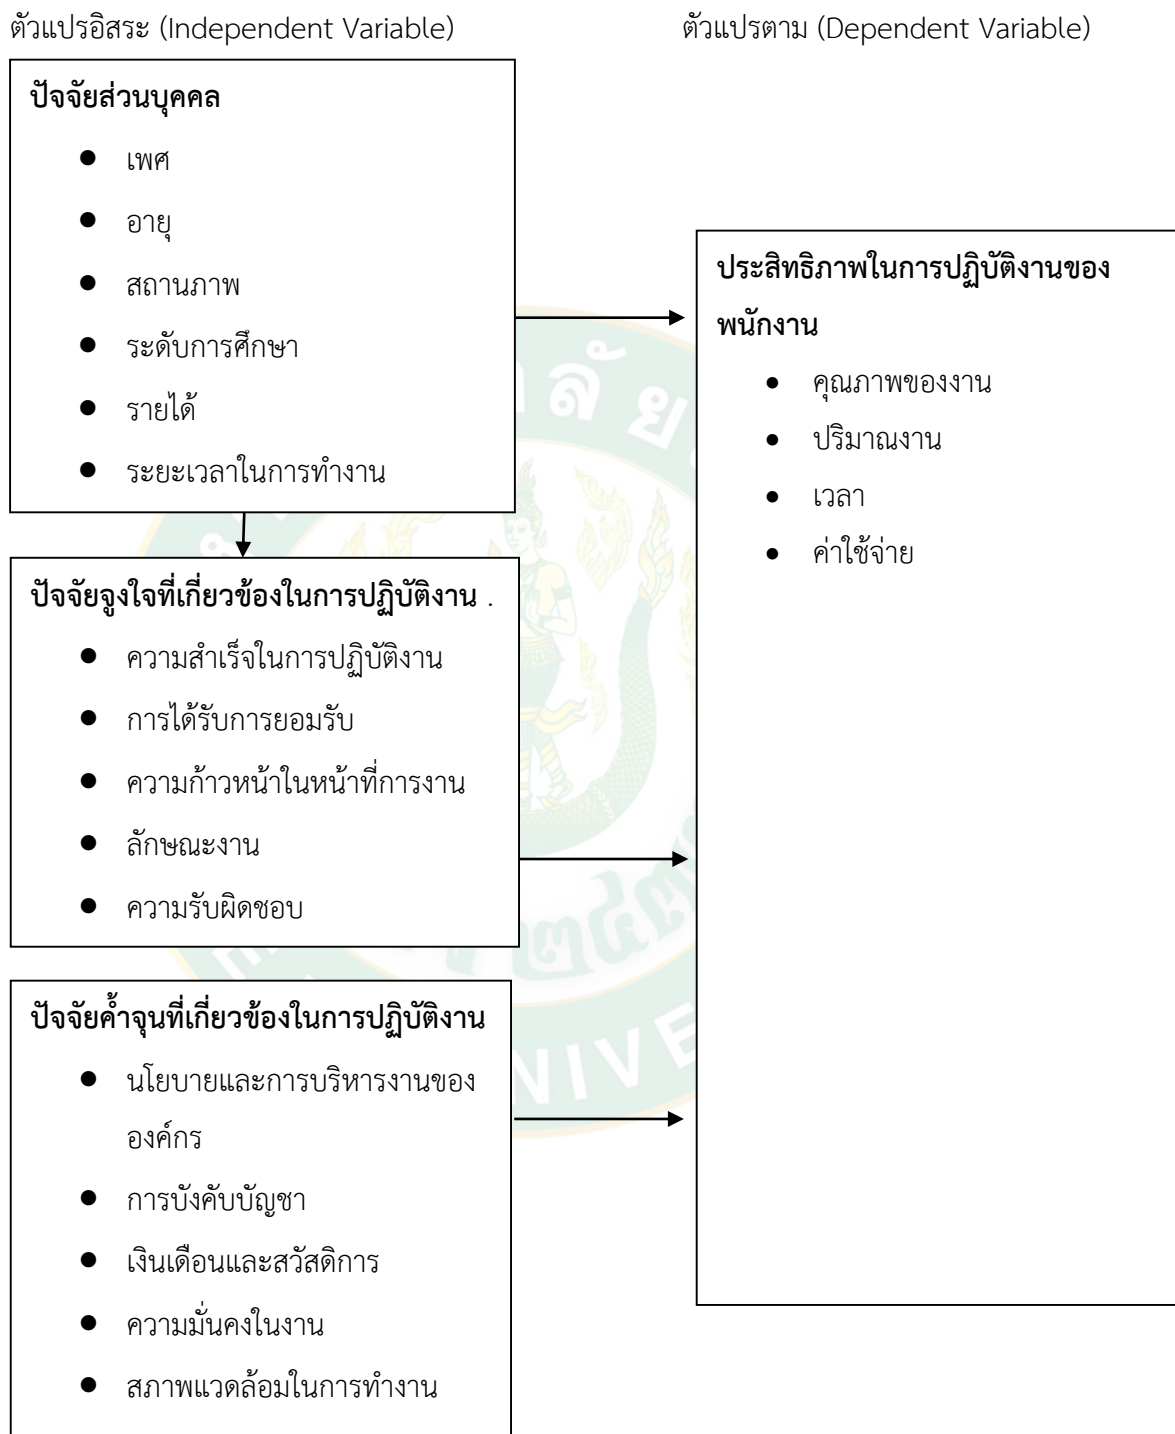 ตัวแปรอิสระ (Independent Variable)
ตัวแปรตาม (Dependent Variable)
ปัจจัยส่วนบุคคล
● เพศ
● อายุ
● สถานภาพ
● ระดับการศึกษา
● รายได้
● ระยะเวลาในการทำงาน
ปัจจัยจูงใจที่เกี่ยวข้องในการปฏิบัติงาน .
● ความสำเร็จในการปฏิบัติงาน
● การได้รับการยอมรับ
● ความก้าวหน้าในหน้าที่การงาน
● ลักษณะงาน
● ความรับผิดชอบ
ปัจจัยค้ำจุนที่เกี่ยวข้องในการปฏิบัติงาน
● นโยบายและการบริหารงานของ
องค์กร
● การบังคับบัญชา
● เงินเดือนและสวัสดิการ
● ความมั่นคงในงาน
● สภาพแวดล้อมในการทำงาน
ประสิทธิภาพในการปฏิบัติงานของ
พนักงาน
● คุณภาพของงาน
● ปริมาณงาน
● เวลา
● ค่าใช้จ่าย